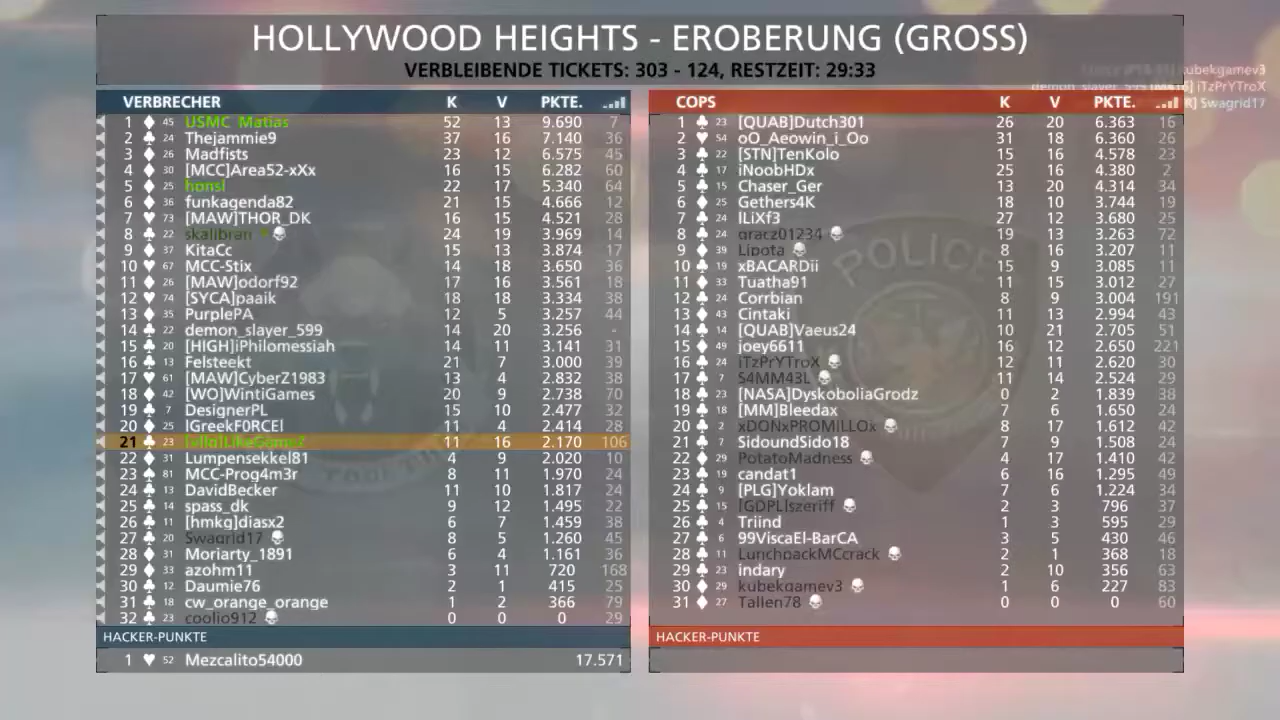 HOLLYWOOD HEIGHTS - EROBERUNG (GROSS)
VERBLEIBENDE TICKETS: 303 - 124, RESTZEIT: 29:33
kubekgamev3
demon_slayer_599 iTzPrYTroX
Swagrid17
VERBRECHER K V PKTE.
1 45 USMC_Matias 52 13 9.690 7
2 24 Thejammie9 37 16 7.140 36
3 26 Madfists 23 12 6.575 45
4 30 [MCC]Area52-xXx 16 15 6.282 60
5 25 honsl 22 17 5.340 64
6 36 funkagenda82 21 15 4.666 12
7 73 [MAW]THOR_DK 16 15 4.521 28
8 22 skalibran 24 19 3.969 14
9 37 KitaCc 15 13 3.874 17
10 67 MCC-Stix 14 18 3.650 36
11 26 [MAW]odorf92 17 16 3.561 18
12 74 [SYCA]paaik 18 18 3.334 38
13 35 PurplePA 12 5 3.257 44
14 22 demon_slayer_599 14 20 3.256 -
15 20 [HIGH]iPhilomessiah 14 11 3.141 31
16 13 Felsteekt 21 7 3.000 39
17 61 [MAW]CyberZ1983 13 4 2.832 38
18 42 [WO]WintiGames 20 9 2.738 70
19 7 DesignerPL 15 10 2.477 32
20 25 IGreekF0RCEl 11 4 2.414 28
21 23 11 16 2.170 106
22 31 Lumpensekkel81 4 9 2.020 10
23 81 MCC-Prog4m3r 8 11 1.970 24
24 13 DavidBecker 11 10 1.817 24
25 14 spass_dk 9 12 1.495 22
26 11 [hmkg]diasx2 6 7 1.459 38
27 20 Swagrid17 8 5 1.260 45
28 31 Moriarty_1891 6 4 1.161 36
29 33 azohm11 3 11 720 168
30 12 Daumie76 2 1 415 25
31 18 cw_orange_orange 1 2 366 79
32 23 coolio912 0 0 0 29
HACKER-PUNKTE
1 52 Mezcalito54000 17.571
COPS K V PKTE.
1 23 [QUAB]Dutch301 26 20 6.363 16
2 54 oO_Aeowin_i_Oo 31 18 6.360 26
3 22 [STN]TenKolo 15 16 4.578 23
4 17 iNoobHDx 25 16 4.380 2
5 15 Chaser_Ger 13 20 4.314 34
6 25 Gethers4K 18 10 3.744 19
7 24 ILiXf3 27 12 3.680 25
8 24 gracz01234 19 13 3.263 72
9 39 Lipota 8 16 3.207 11
10 19 xBACARDii 15 9 3.085 11
11 33 Tuatha91 11 15 3.012 27
12 24 Corrbian 8 9 3.004 191
13 43 Cintaki 11 13 2.994 43
14 14 [QUAB]Vaeus24 10 21 2.705 51
15 49 joey6611 16 12 2.650 221
16 24 iTzPrYTroX 12 11 2.620 30
17 7 S4MM43L 11 14 2.524 29
18 23 [NASA]DyskoboliaGrodz 0 2 1.839 38
19 18 [MM]Bleedax 7 6 1.650 24
20 2 xDONxPROMILLOx 8 17 1.612 42
21 7 SidoundSido18 7 9 1.508 24
22 29 PotatoMadness 4 17 1.410 42
23 19 candat1 6 16 1.295 49
24 9 [PLG]Yoklam 7 6 1.224 34
25 15 [GDPL]szeriff 2 3 796 37
26 4 Triind 1 3 595 29
27 6 99ViscaEl-BarCA 3 5 430 46
28 11 LunchpackMCcrack 2 1 368 18
29 23 indary 2 10 356 63
30 29 kubekgamev3 1 6 227 83
31 27 Tallen78 0 0 0 60
HACKER-PUNKTE